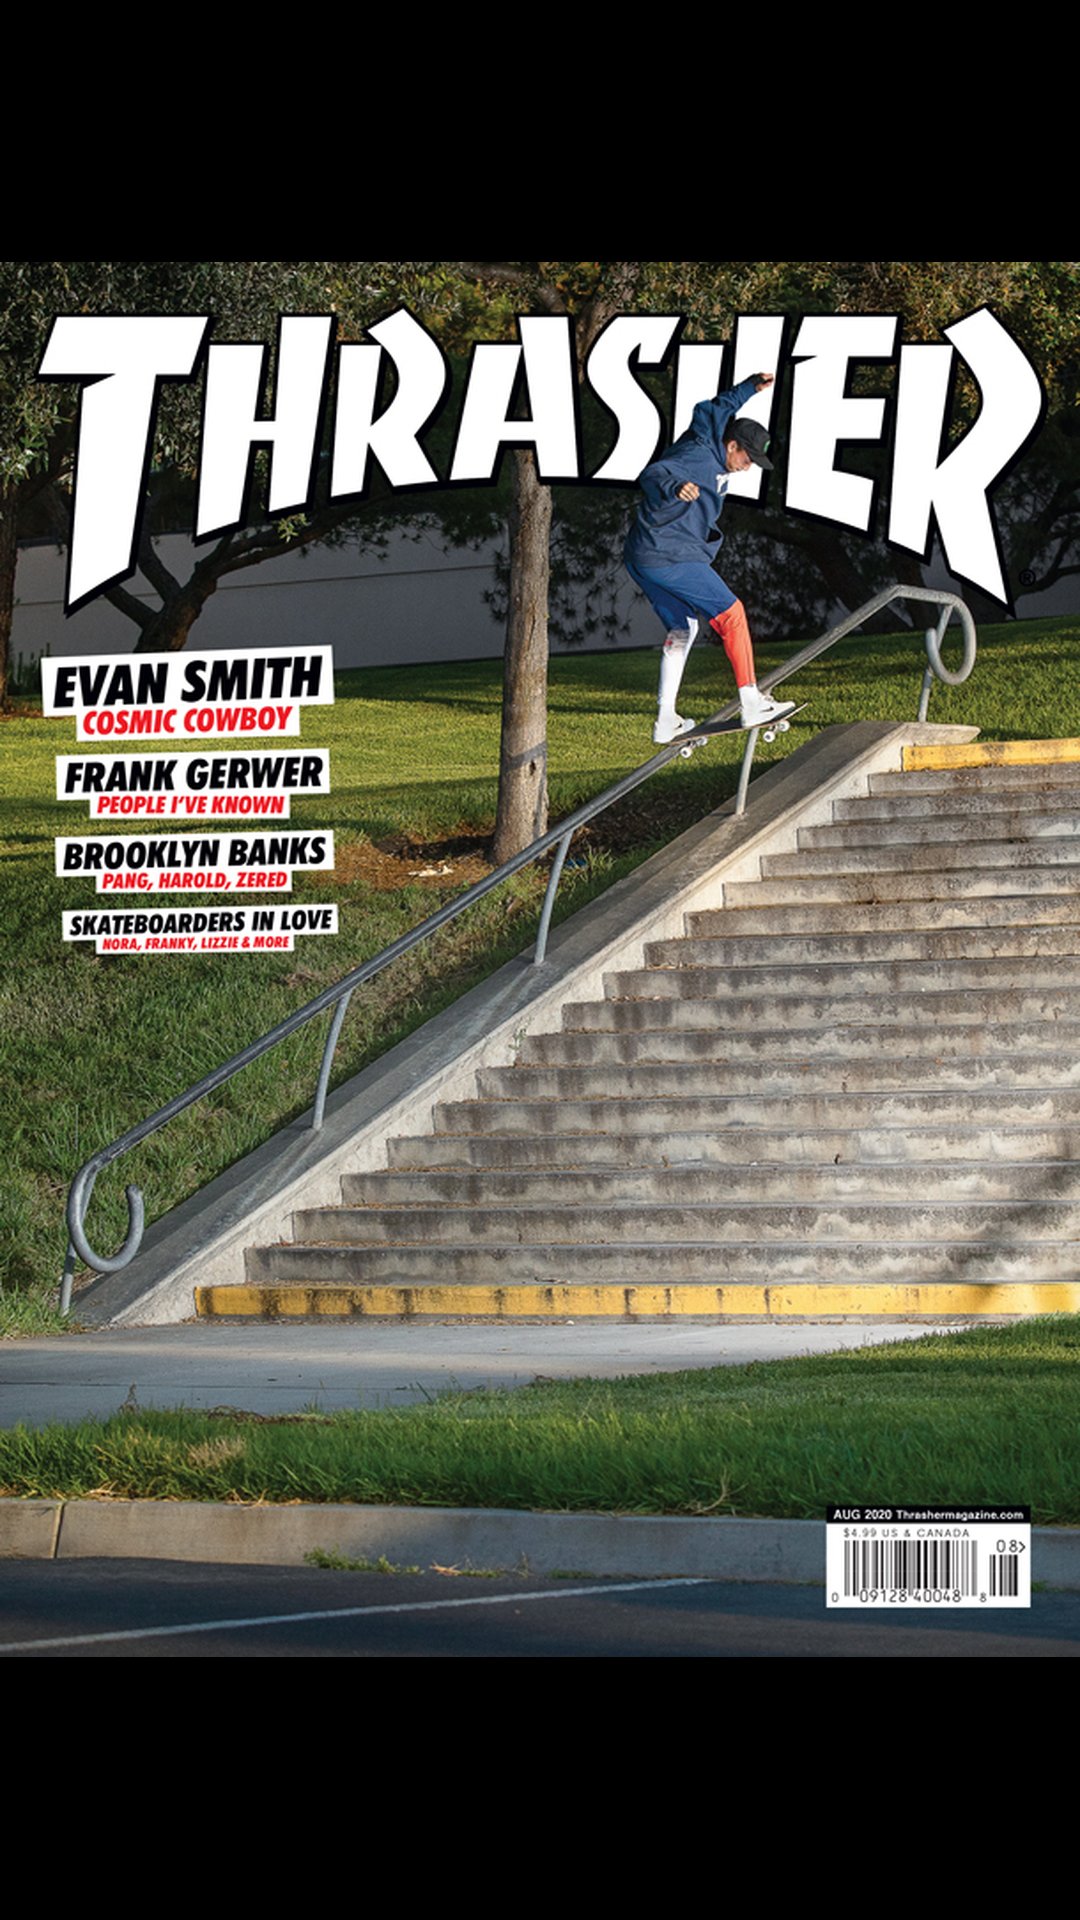 THRASHER
®
EVAN SMITH
COSMIC COWBOY
FRANK GERWER
PEOPLE I'VE KNOWN
BROOKLYN BANKS
PANG, HAROLD, ZERED
SKATEBOARDERS IN LOVE
NORA, FRANKY, LIZZIE & MORE
AUG 2020 Thrashermagazine.com
$4.99 US & CANADA
08>
0 09128 40048 8